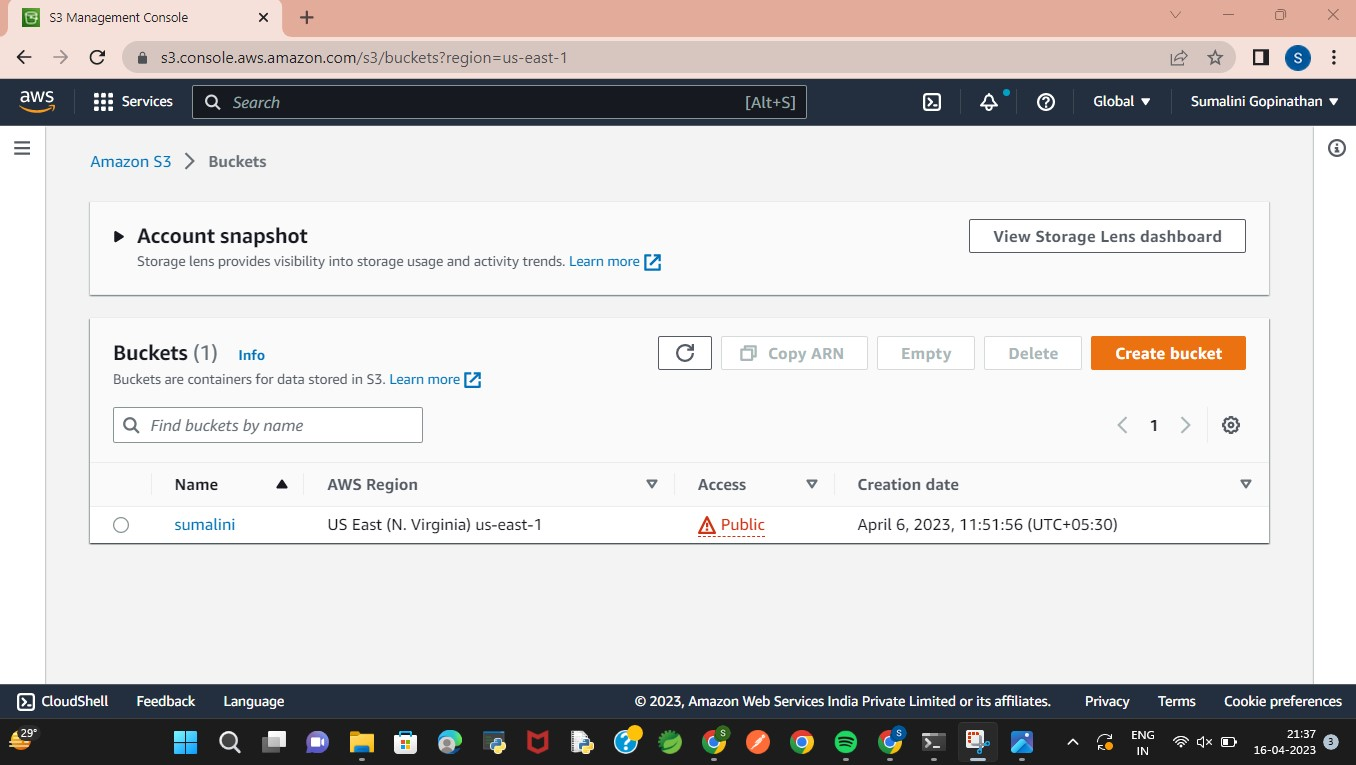 S3 Management Console
s3.console.aws.amazon.com/s3/buckets?region=us-east-1
S
aws
Services
Search
[Alt+S]
Global
Sumalini Gopinathan
Amazon S3
Buckets
Account snapshot
View Storage Lens dashboard
Storage lens provides visibility into storage usage and activity trends. Learn more
Buckets (1) Info
Copy ARN
Empty
Delete
Create bucket
Buckets are containers for data stored in S3. Learn more
Find buckets by name
1
Name
AWS Region
Access
Creation date
sumalini
US East (N. Virginia) us-east-1
Public
April 6, 2023, 11:51:56 (UTC+05:30)
CloudShell
Feedback
Language
© 2023, Amazon Web Services India Private Limited or its affiliates.
Privacy
Terms
Cookie preferences
29°
S
S
ENG
IN
21:37
16-04-2023
3